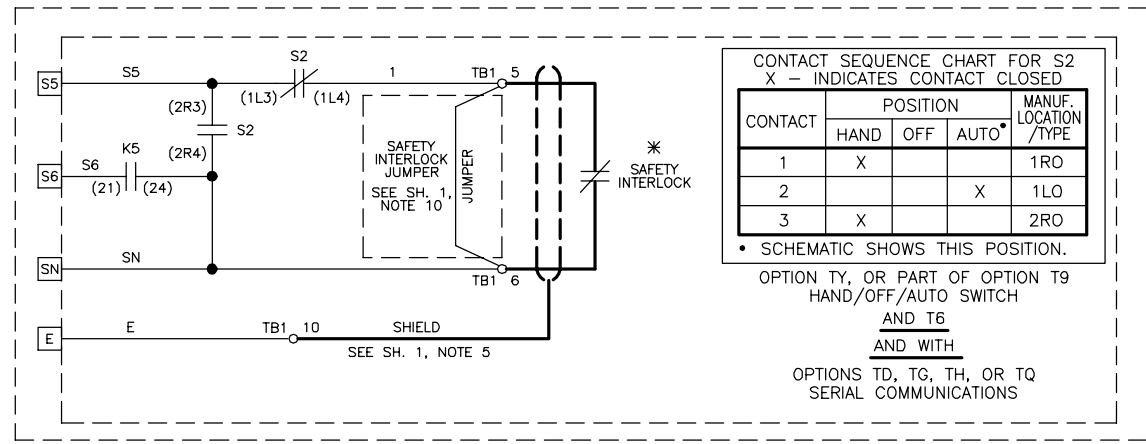 S5
S5
(2R3)
S2
(1L3)
(1L4)
1
TB1
5
S2
(2R4)
S6
S6
K5
(21)
(24)
SAFETY
INTERLOCK
JUMPER
SEE SH. 1,
NOTE 10
JUMPER
*
SAFETY
INTERLOCK
SN
SN
TB1
6
E
E
TB1
10
SHIELD
SEE SH. 1, NOTE 5
CONTACT SEQUENCE CHART FOR S2
X – INDICATES CONTACT CLOSED
CONTACT
POSITION
MANUF.
LOCATION
/TYPE
HAND
OFF
AUTO•
1 X 1RO
2 X 1LO
3 X 2RO
• SCHEMATIC SHOWS THIS POSITION.
OPTION TY, OR PART OF OPTION T9
HAND/OFF/AUTO SWITCH
AND T6
AND WITH
OPTIONS TD, TG, TH, OR TQ
SERIAL COMMUNICATIONS